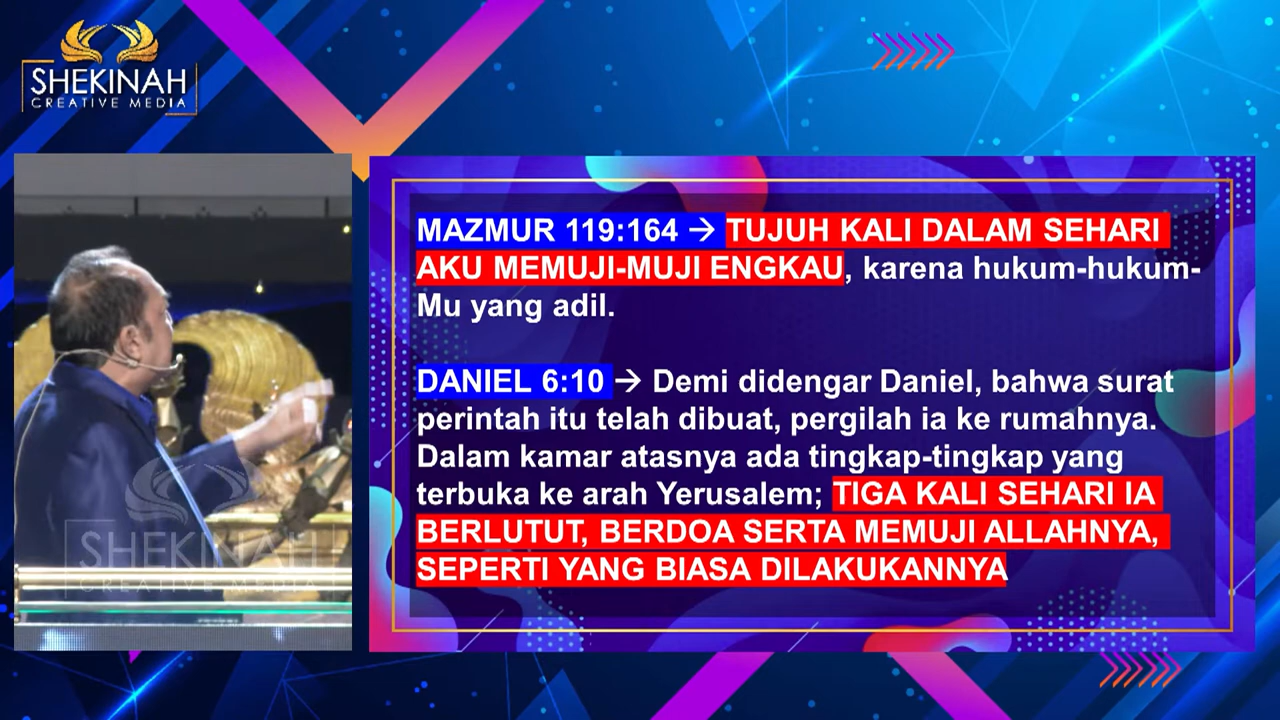 SHEKINAH
CREATIVE MEDIA
MAZMUR 119:164 → TUJUH KALI DALAM SEHARI
AKU MEMUJI-MUJI ENGKAU, karena hukum-hukum-
Mu yang adil.
DANIEL 6:10 → Demi didengar Daniel, bahwa surat
perintah itu telah dibuat, pergilah ia ke rumahnya.
Dalam kamar atasnya ada tingkap-tingkap yang
terbuka ke arah Yerusalem; TIGA KALI SEHARI IA
BERLUTUT, BERDOA SERTA MEMUJI ALLAHNYA,
SEPERTI YANG BIASA DILAKUKANNYA
SHEKINAH
CREATIVE MEDIA